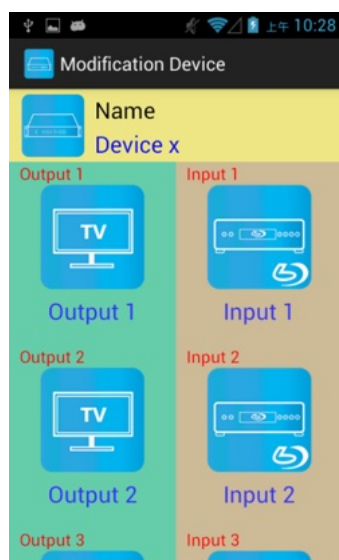 上午 10:28
Modification Device
Name
Device x
Output 1
Input 1
TV
Output 1
Input 1
Output 2
Input 2
TV
Output 2
Input 2
Output 3
Input 3